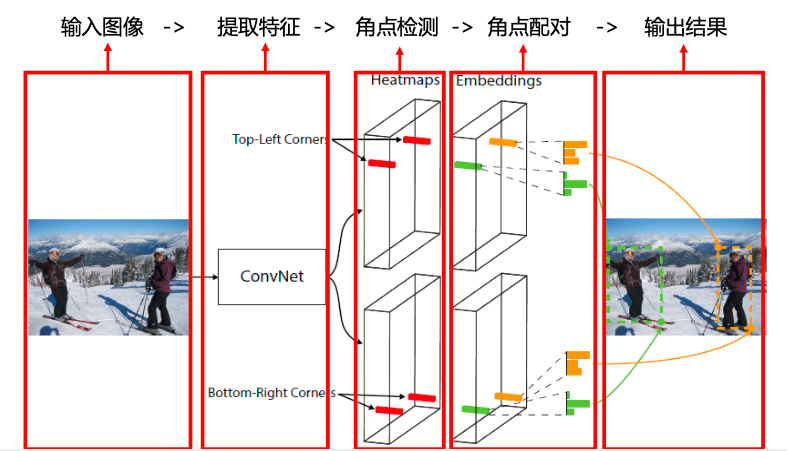 输入图像 -> 提取特征 -> 角点检测 -> 角点配对 -> 输出结果
Heatmaps Embeddings
Top-Left Corners
ConvNet
Bottom-Right Corners